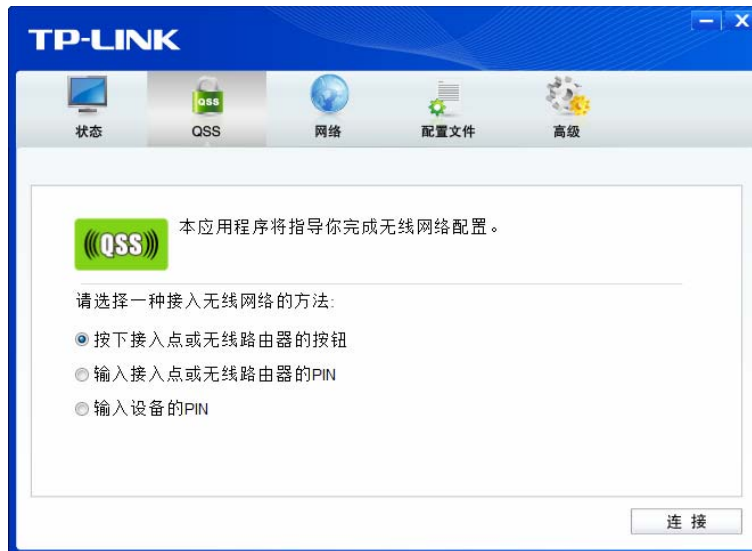 TP-LINK
QSS
状态 QSS 网络 配置文件 高级
QSS
本应用程序将指导你完成无线网络配置。
请选择一种接入无线网络的方法:
按下接入点或无线路由器的按钮
输入接入点或无线路由器的PIN
输入设备的PIN
连接